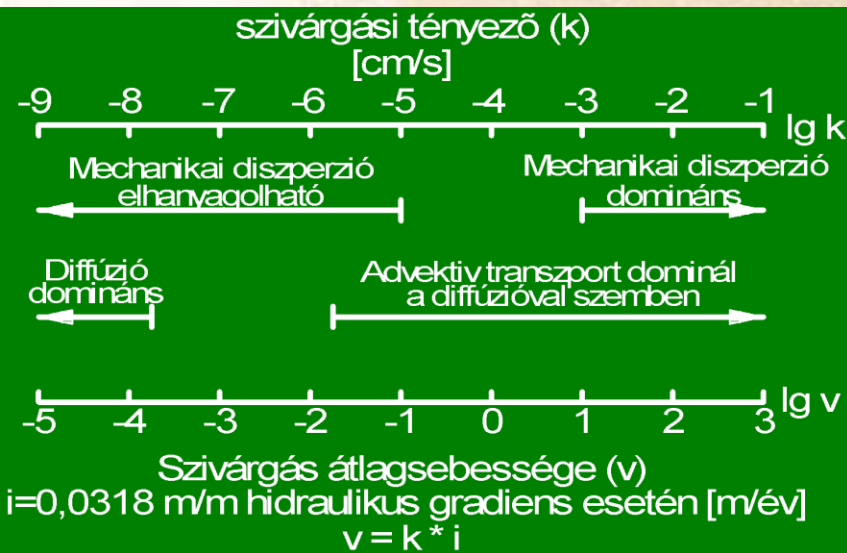 szivárgási tényezõ (k)
[cm/s]
-9 -8 -7 -6 -5 -4 -3 -2 -1
lg k
Mechanikai diszperzió
elhanyagolható
Mechanikai diszperzió
domináns
Diffúzió
domináns
Advektiv transzport dominál
a diffúzióval szemben
-5 -4 -3 -2 -1 0 1 2 3
lg v
Szivárgás átlagsebessége (v)
i=0,0318 m/m hidraulikus gradiens esetén [m/év]
v = k * i